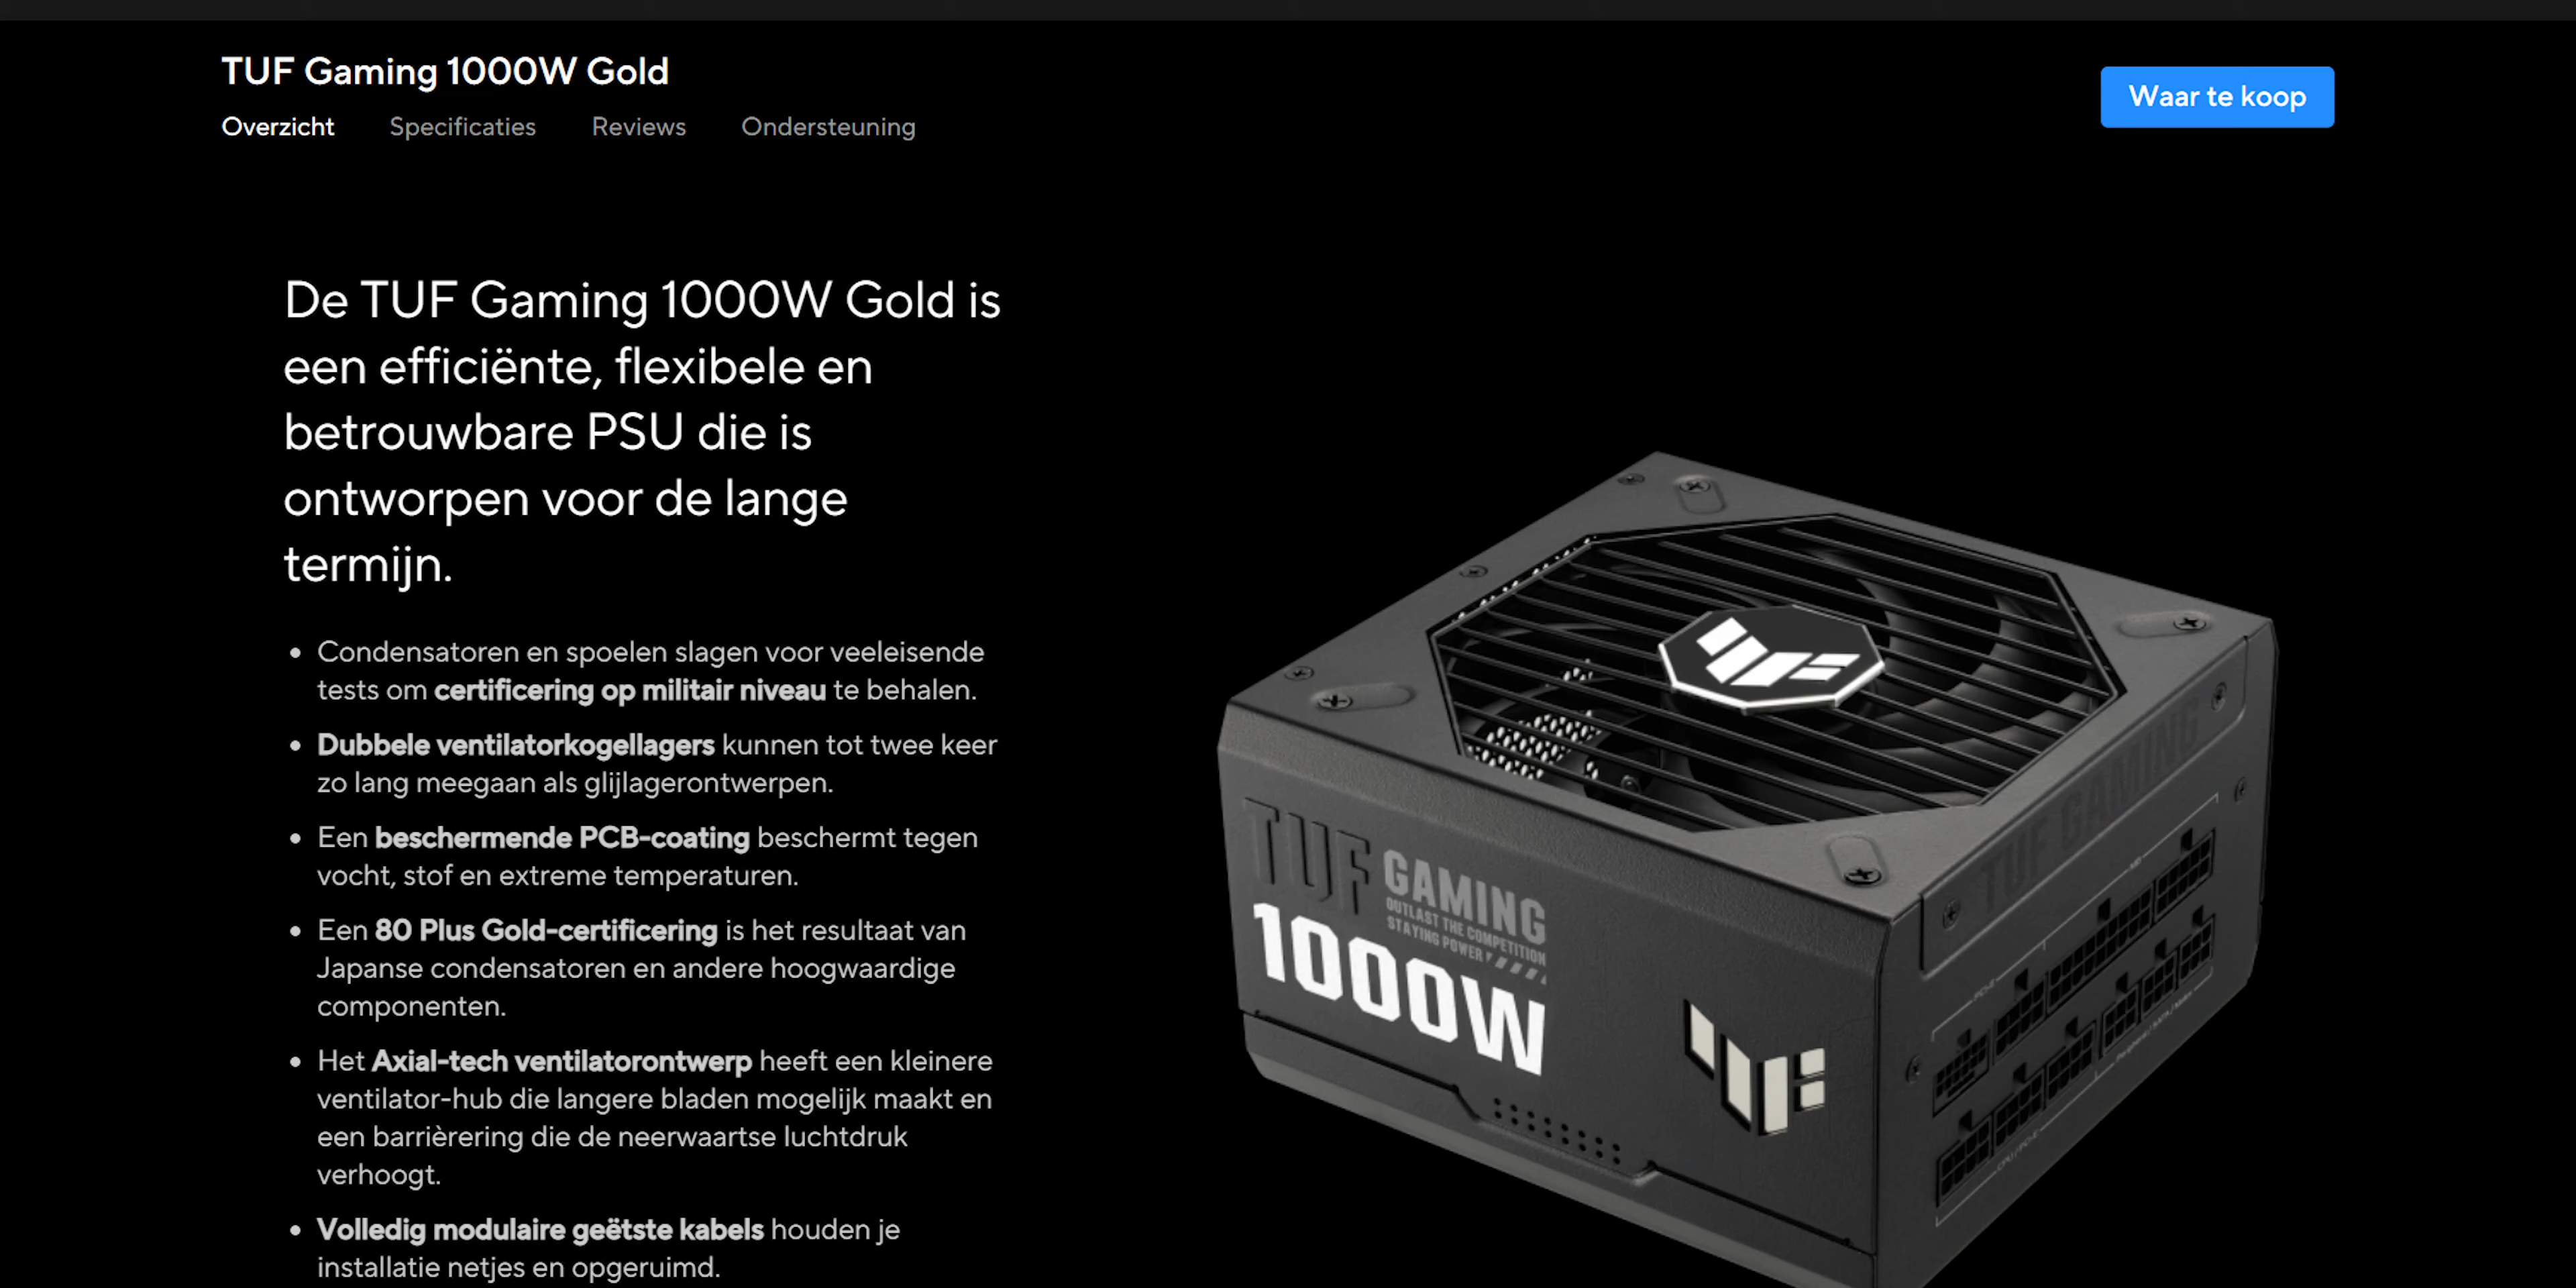 TUF Gaming 1000W Gold
Overzicht Specificaties Reviews Ondersteuning
Waar te koop
De TUF Gaming 1000W Gold is
een efficiënte, flexibele en
betrouwbare PSU die is
ontworpen voor de lange
termijn.
Condensatoren en spoelen slagen voor veeleisende
tests om certificering op militair niveau te behalen.
Dubbele ventilatorkogellagers kunnen tot twee keer
zo lang meegaan als glijlagerontwerpen.
Een beschermende PCB-coating beschermt tegen
vocht, stof en extreme temperaturen.
Een 80 Plus Gold-certificering is het resultaat van
Japanse condensatoren en andere hoogwaardige
componenten.
Het Axial-tech ventilatorontwerp heeft een kleinere
ventilator-hub die langere bladen mogelijk maakt en
een barrièrering die de neerwaartse luchtdruk
verhoogt.
Volledig modulaire geëtste kabels houden je
installatie netjes en opgeruimd.
TUF GAMING
OUTLAST THE COMPETITION
STAYING POWER
1000W
TUF GAMING